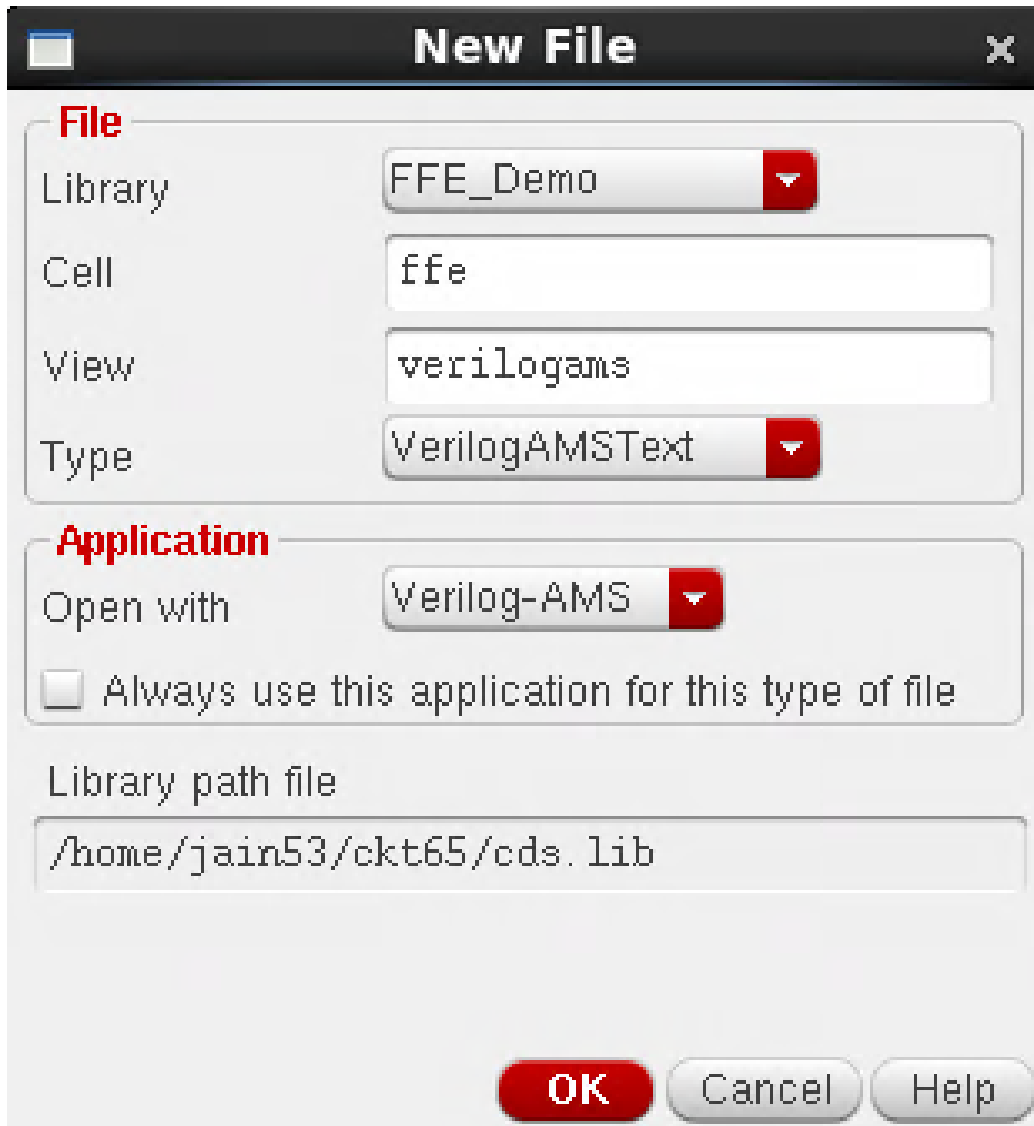 New File
File
Library FFE_Demo
Cell ffe
View verilogams
Type VerilogAMSText
Application
Open with Verilog-AMS
Always use this application for this type of file
Library path file
/home/jain53/ckt65/cds.lib
OK Cancel Help